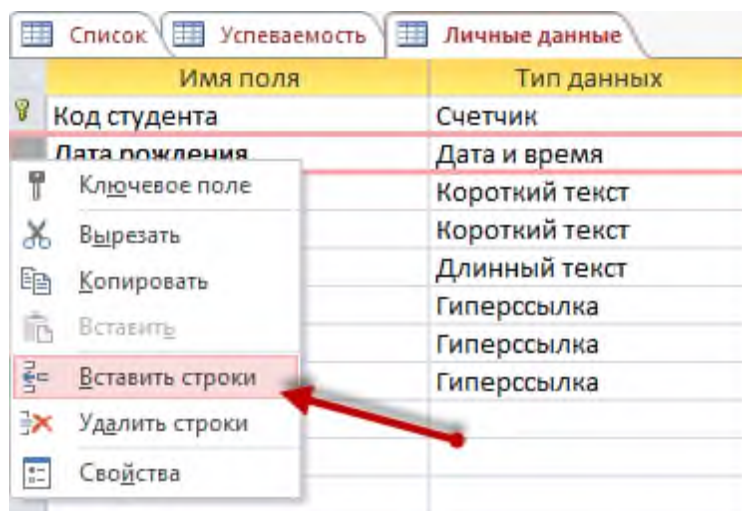 Список Успеваемость Личные данные
Имя поля Тип данных
Код студента Счетчик
Дата рождения Дата и время
Ключевое поле Короткий текст
Вырезать Короткий текст
Копировать Длинный текст
Вставить Гиперссылка
Гиперссылка
Вставить строки Гиперссылка
Удалить строки
Свойства